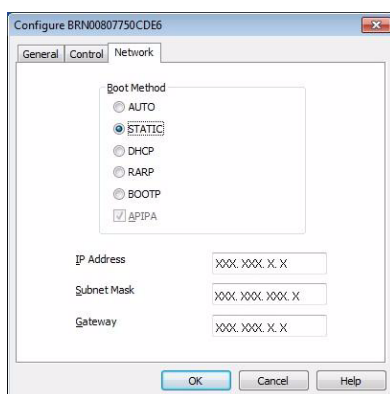 Configure BRN00807750CDE6
General Control Network
Boot Method
AUTO
STATIC
DHCP
RARP
BOOTP
APIPA
IP Address XXX. XXX. X. X
Subnet Mask XXX. XXX. XXX. X
Gateway XXX. XXX. X. X
OK Cancel Help